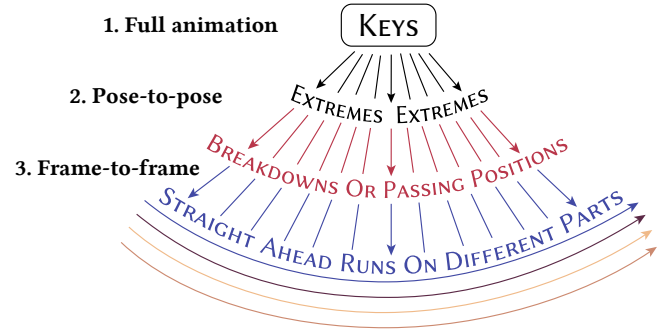 1. Full animation
KEYS
2. Pose-to-pose
EXTREMES EXTREMES
3. Frame-to-frame
BREAKDOWNS OR PASSING POSITIONS
STRAIGHT AHEAD RUNS ON DIFFERENT PARTS